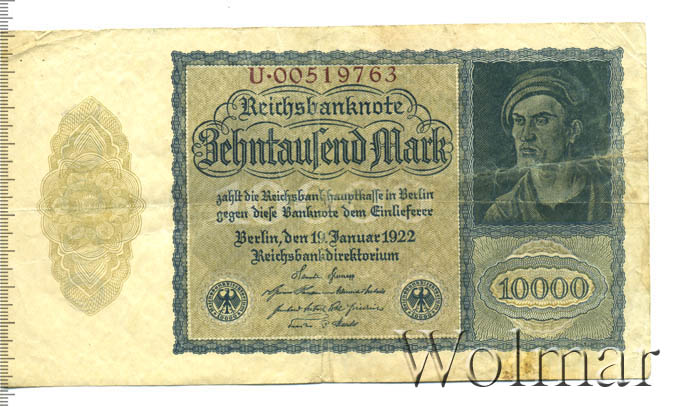 U·00519763
Reichsbanknote
Zehntausend Mark
zahlt die Reichsbankhauptkasse in Berlin
gegen diese Banknote dem Einlieferer
Berlin, den 19. Januar 1922
Reichsbankdirektorium
10000
Wolmar